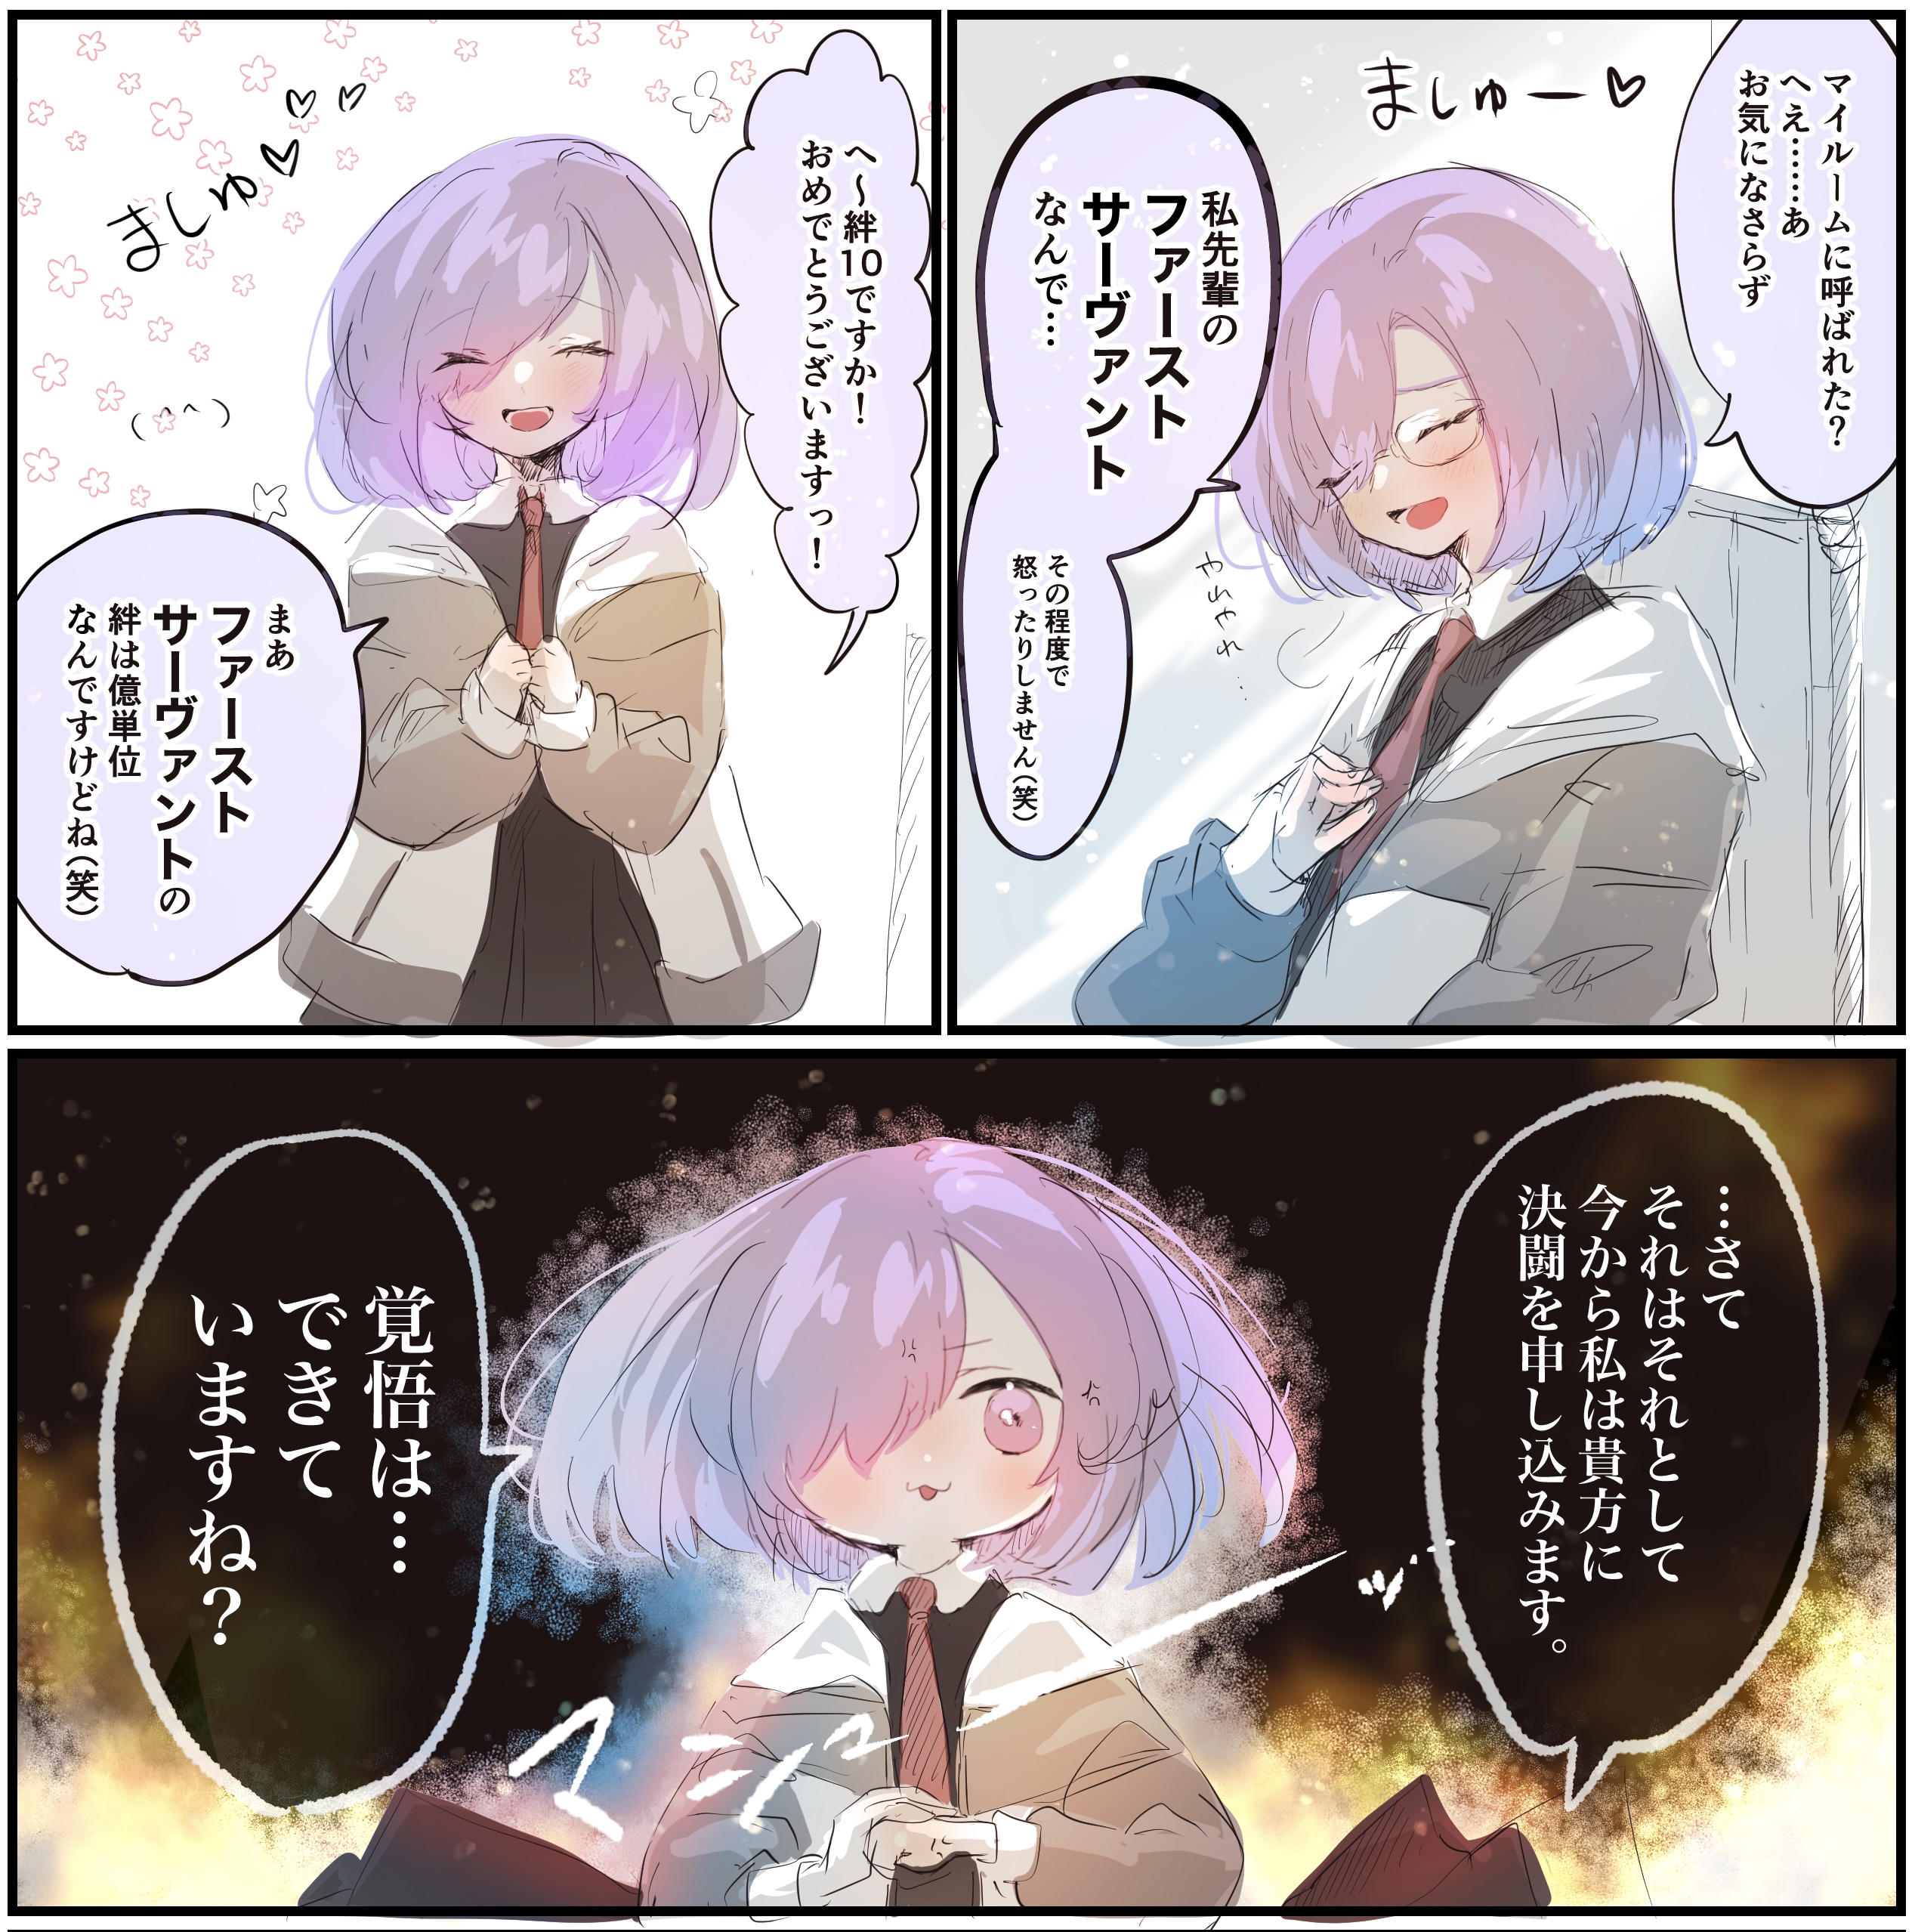 マイルームに呼ばれた？
へえ……あ
お気になさらず
ましゅー♡
私先輩の
ファースト
サーヴァント
なんで…
その程度で
怒ったりしません（笑）
やれやれ…
へ〜絆10ですか！
おめでとうございますっ！
ましゅ♡♡♡
(^^)
まあ
ファースト
サーヴァントの
絆は億単位
なんですけどね（笑）
…さて
それはそれとして
今から私は貴方に
決闘を申し込みます。
マシューッ…
覚悟は…
できて
いますね？